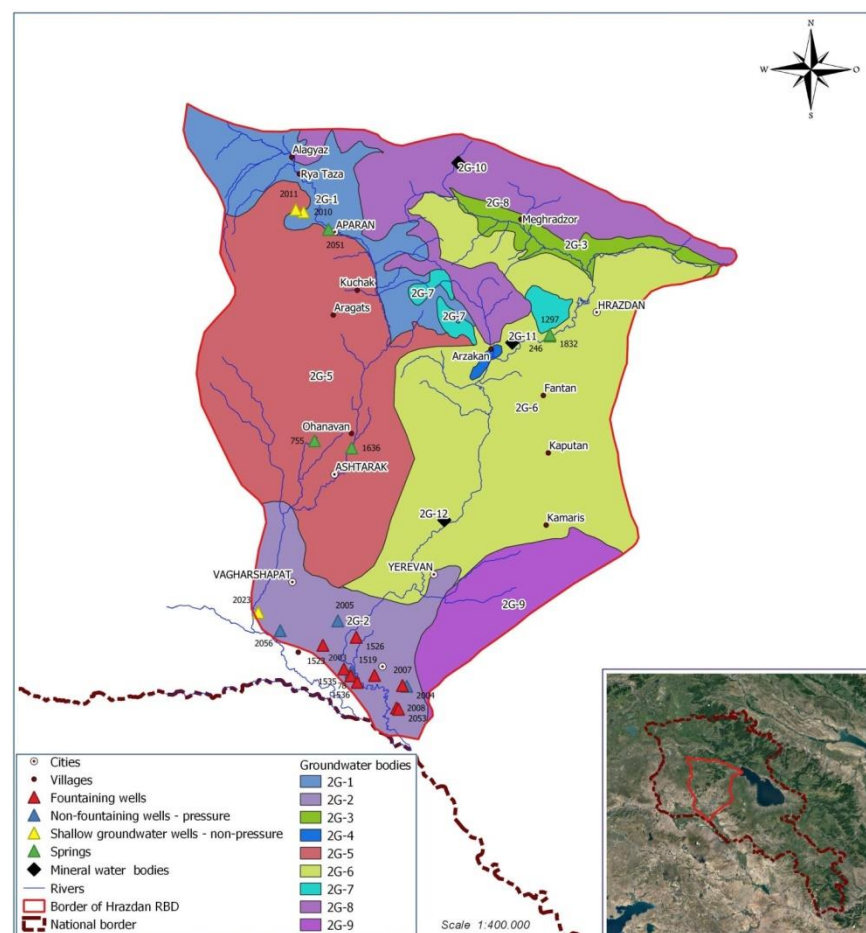 N
W
O
S
Alagyaz
2G-10
Rya Taza
2G-8
2011
2G-1
2010
Meghradzor
APARAN
2G-3
2051
Kuchak
2G-7
Aragats
2G-7
1297
HRAZDAN
2G-11
246
1832
Arzakan
2G-5
Fantan
2G-6
Ohanavan
755
1636
Kaputan
ASHTARAK
2G-12
Kamaris
YEREVAN
VAGHARSHAPAT
2G-9
2023
2005
2G-2
2056
1526
1523
2003
1519
2007
1535
76
2004
1536
2008
2053
Cities
Villages
Fountaining wells
Non-fountaining wells - pressure
Shallow groundwater wells - non-pressure
Springs
Mineral water bodies
Rivers
Border of Hrazdan RBD
National border
Groundwater bodies
2G-1
2G-2
2G-3
2G-4
2G-5
2G-6
2G-7
2G-8
2G-9
Scale 1:400.000